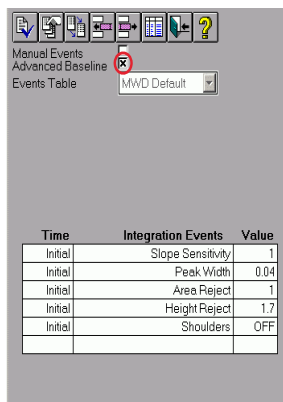 Manual Events
Advanced Baseline
Events Table MWD Default
Time Integration Events Value
Initial Slope Sensitivity 1
Initial Peak Width 0.04
Initial Area Reject 1
Initial Height Reject 1.7
Initial Shoulders OFF